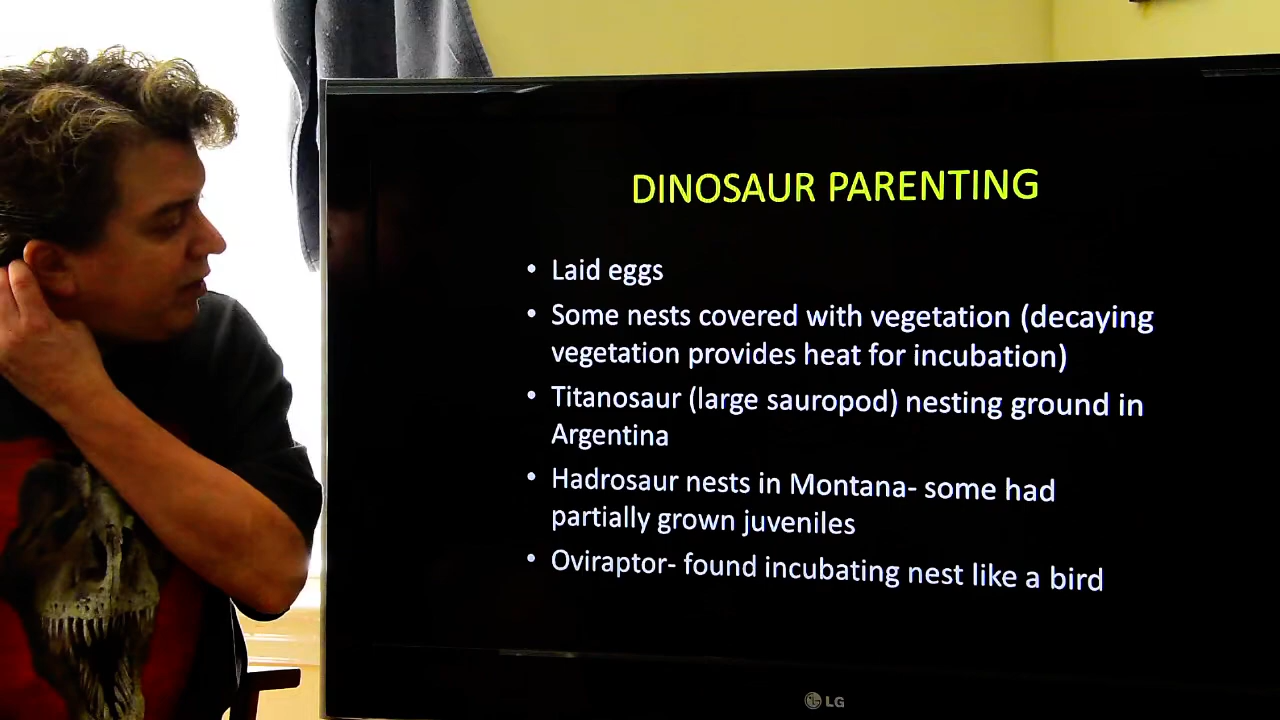 DINOSAUR PARENTING
• Laid eggs
• Some nests covered with vegetation (decaying
vegetation provides heat for incubation)
• Titanosaur (large sauropod) nesting ground in
Argentina
• Hadrosaur nests in Montana- some had
partially grown juveniles
• Oviraptor- found incubating nest like a bird
LG